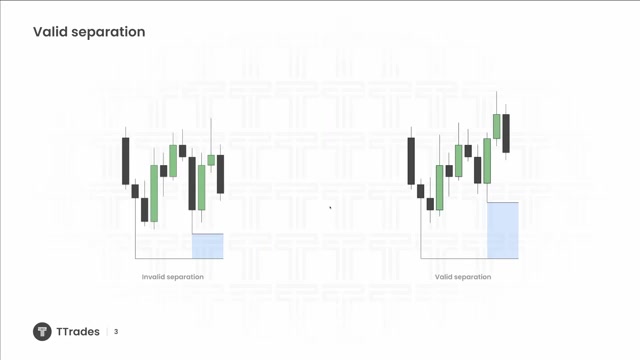 Valid separation
Invalid separation
Valid separation
TTrades
3